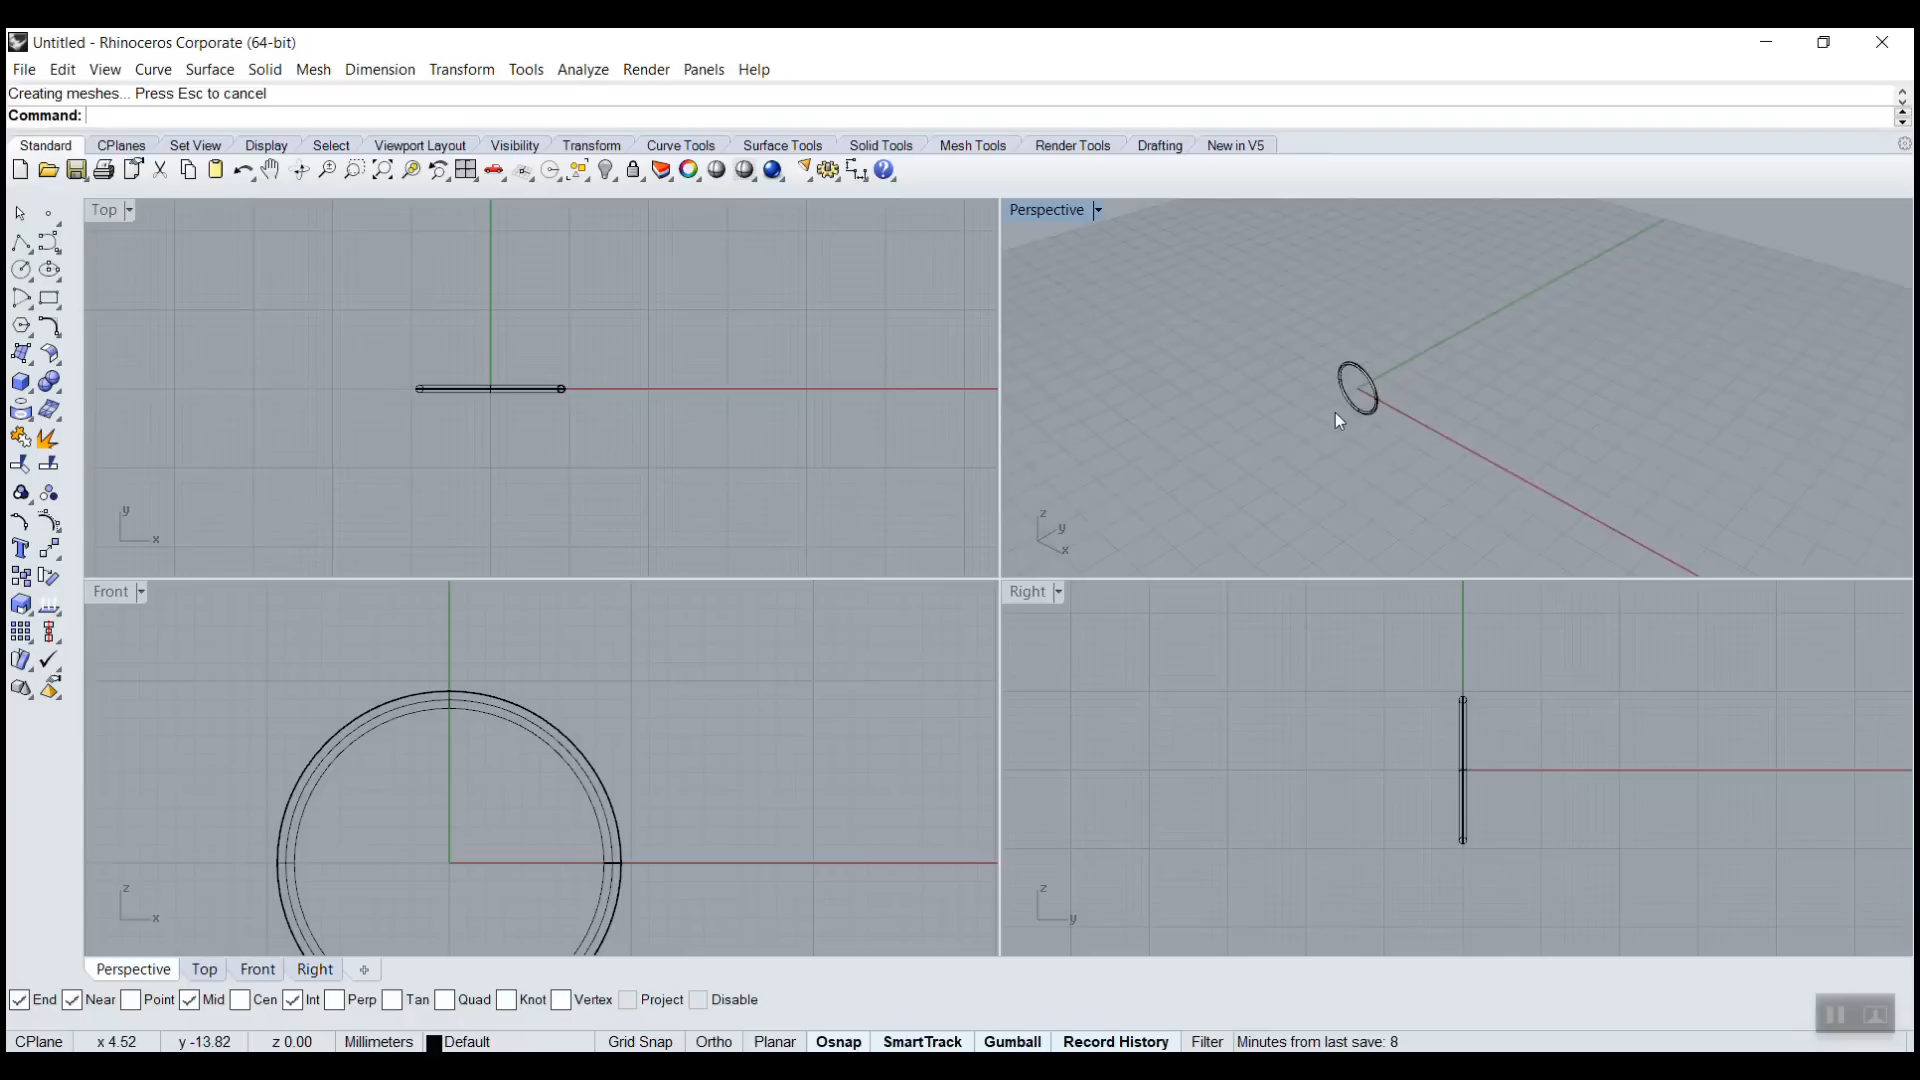 Untitled - Rhinoceros Corporate (64-bit)
File Edit View Curve Surface Solid Mesh Dimension Transform Tools Analyze Render Panels Help
Creating meshes... Press Esc to cancel
Command:
Standard CPlanes Set View Display Select Viewport Layout Visibility Transform Curve Tools Surface Tools Solid Tools Mesh Tools Render Tools Drafting New in V5
Top
Perspective
y
x
z
y
x
Front
Right
z
x
z
y
Perspective Top Front Right
End Near Point Mid Cen Int Perp Tan Quad Knot Vertex Project Disable
CPlane x 4.52 y -13.82 z 0.00 Millimeters Default Grid Snap Ortho Planar Osnap SmartTrack Gumball Record History Filter Minutes from last save: 8